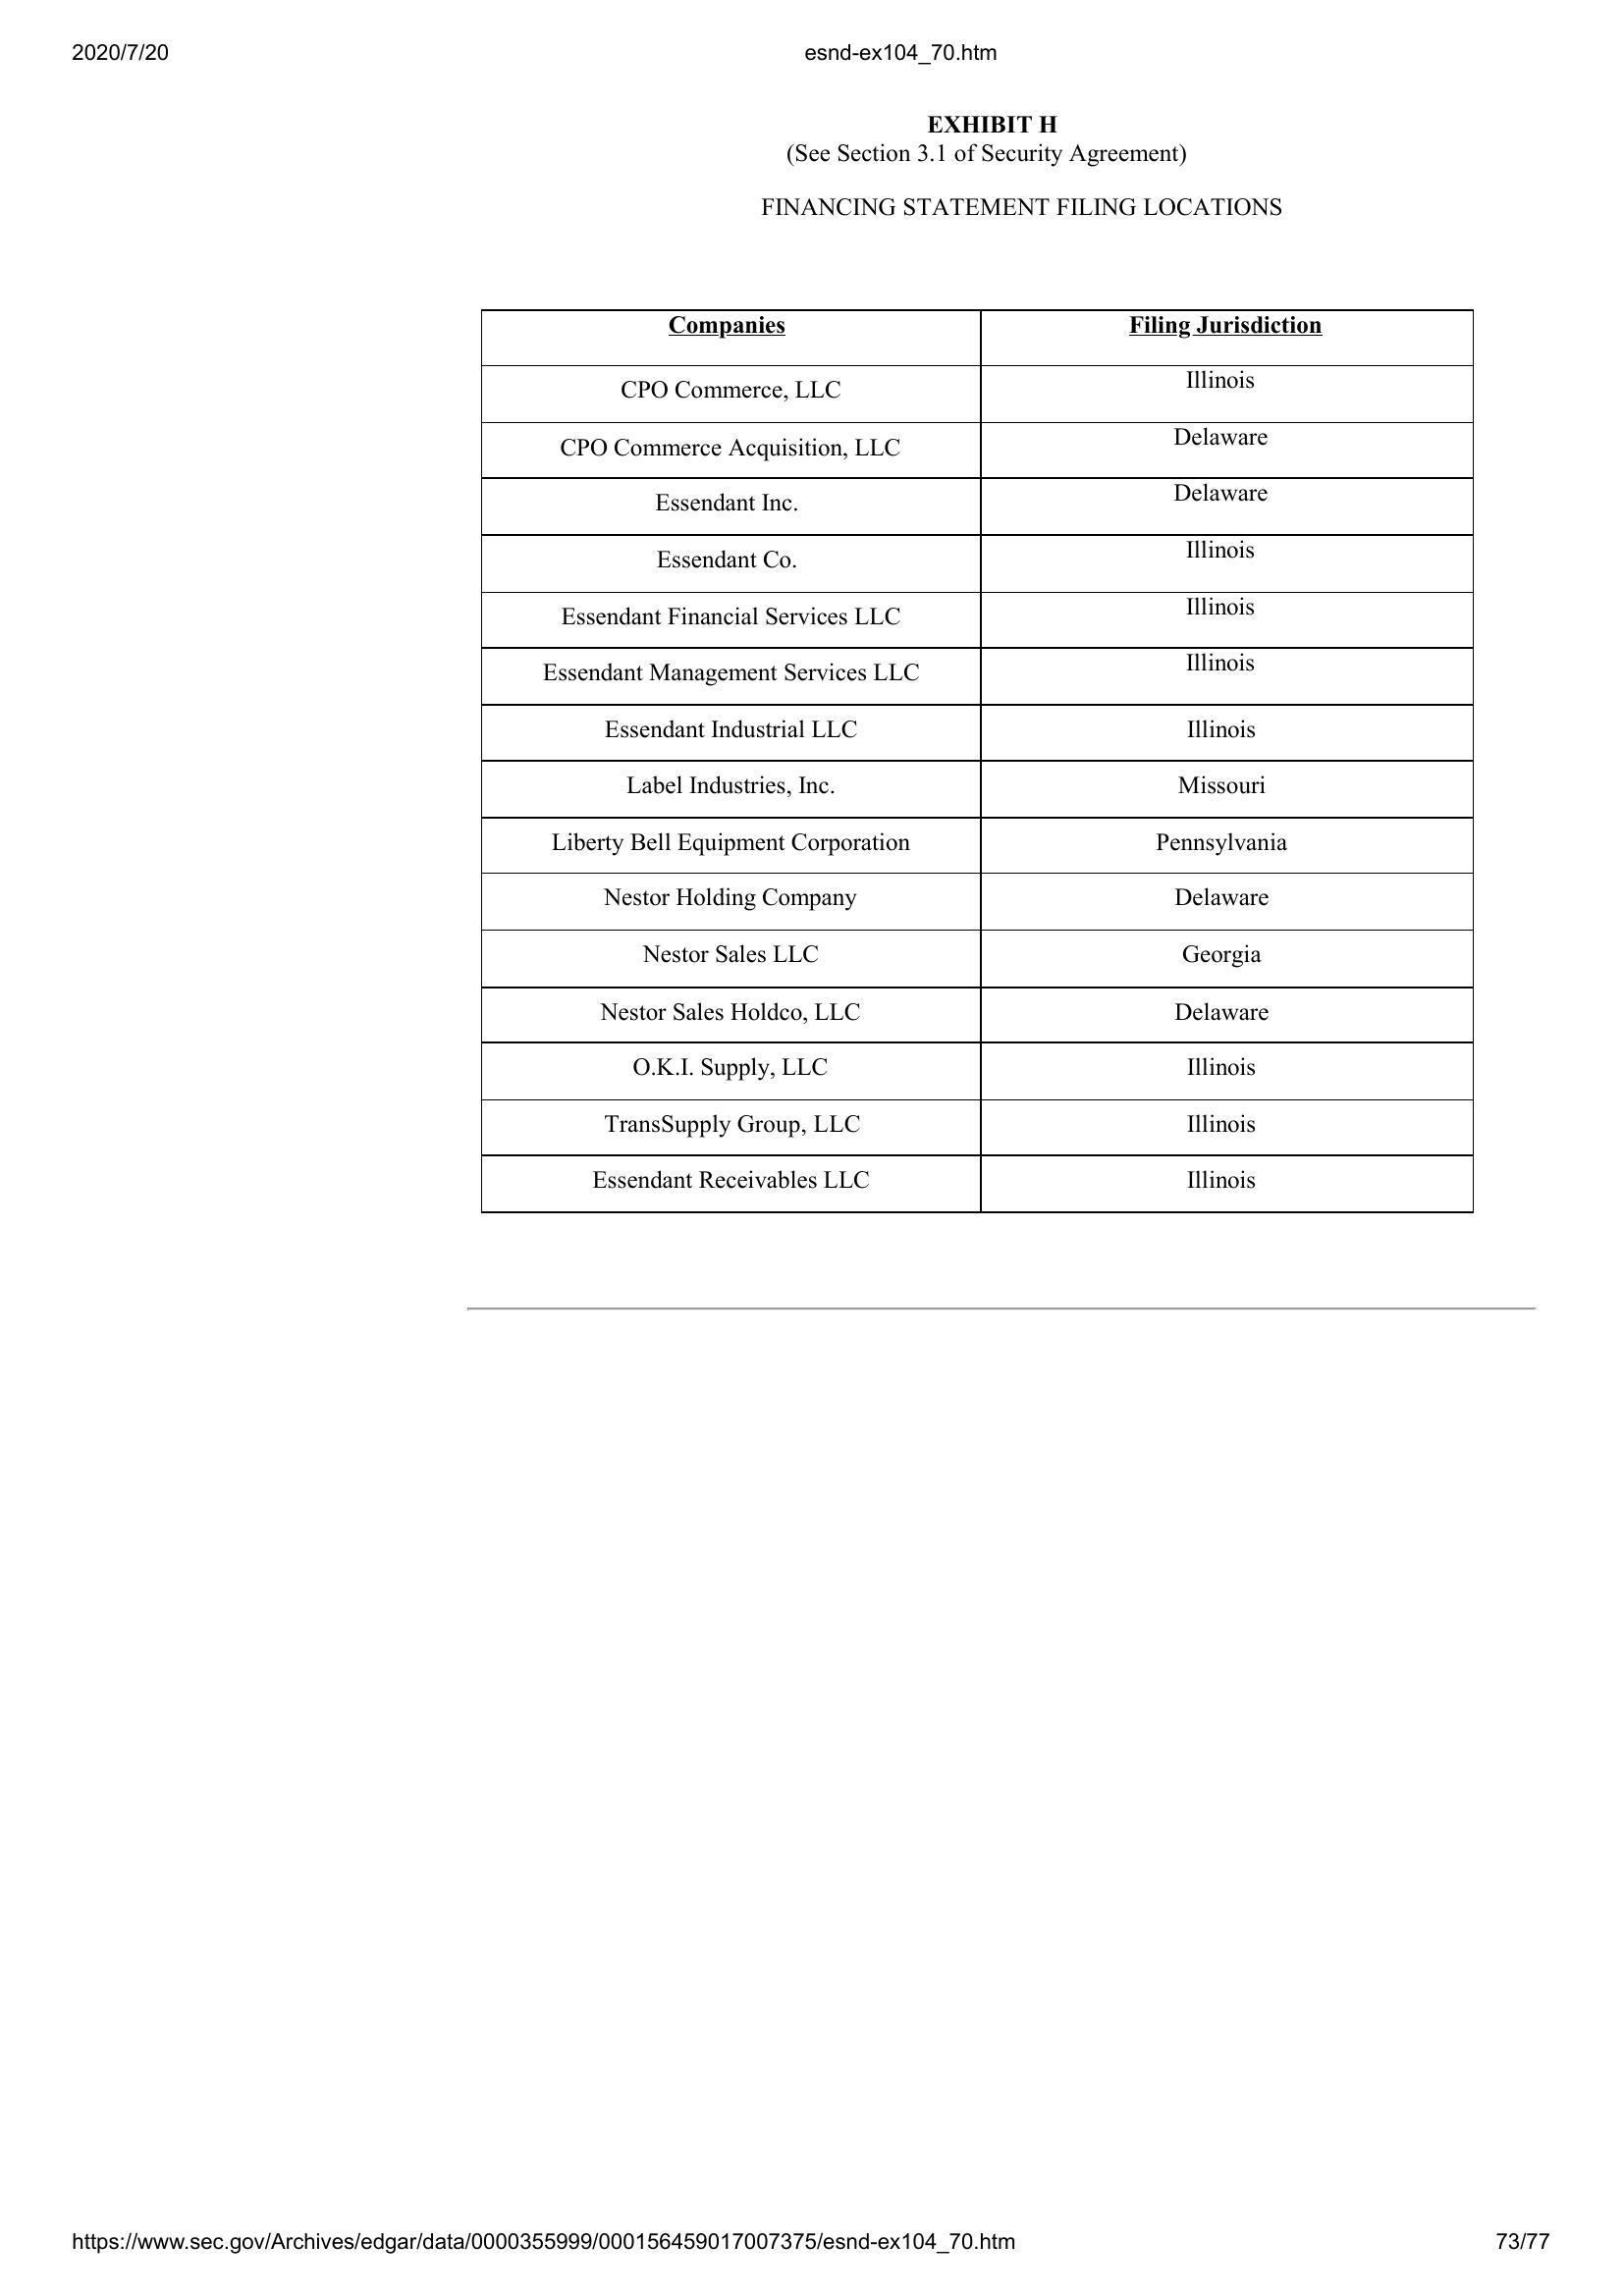 2020/7/20 esnd-ex104_70.htm
EXHIBIT H
(See Section 3.1 of Security Agreement)
FINANCING STATEMENT FILING LOCATIONS
Companies Filing Jurisdiction
CPO Commerce, LLC Illinois
CPO Commerce Acquisition, LLC Delaware
Essendant Inc. Delaware
Essendant Co. Illinois
Essendant Financial Services LLC Illinois
Essendant Management Services LLC Illinois
Essendant Industrial LLC Illinois
Label Industries, Inc. Missouri
Liberty Bell Equipment Corporation Pennsylvania
Nestor Holding Company Delaware
Nestor Sales LLC Georgia
Nestor Sales Holdco, LLC Delaware
O.K.I. Supply, LLC Illinois
TransSupply Group, LLC Illinois
Essendant Receivables LLC Illinois
https://www.sec.gov/Archives/edgar/data/0000355999/000156459017007375/esnd-ex104_70.htm 73/77